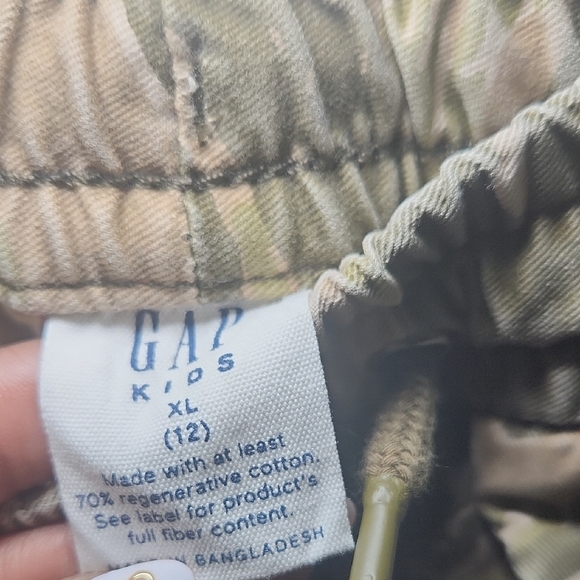 GAP
KIDS
XL
(12)
Made with at least
70% regenerative cotton.
See label for product's
full fiber content.
BANGLADESH